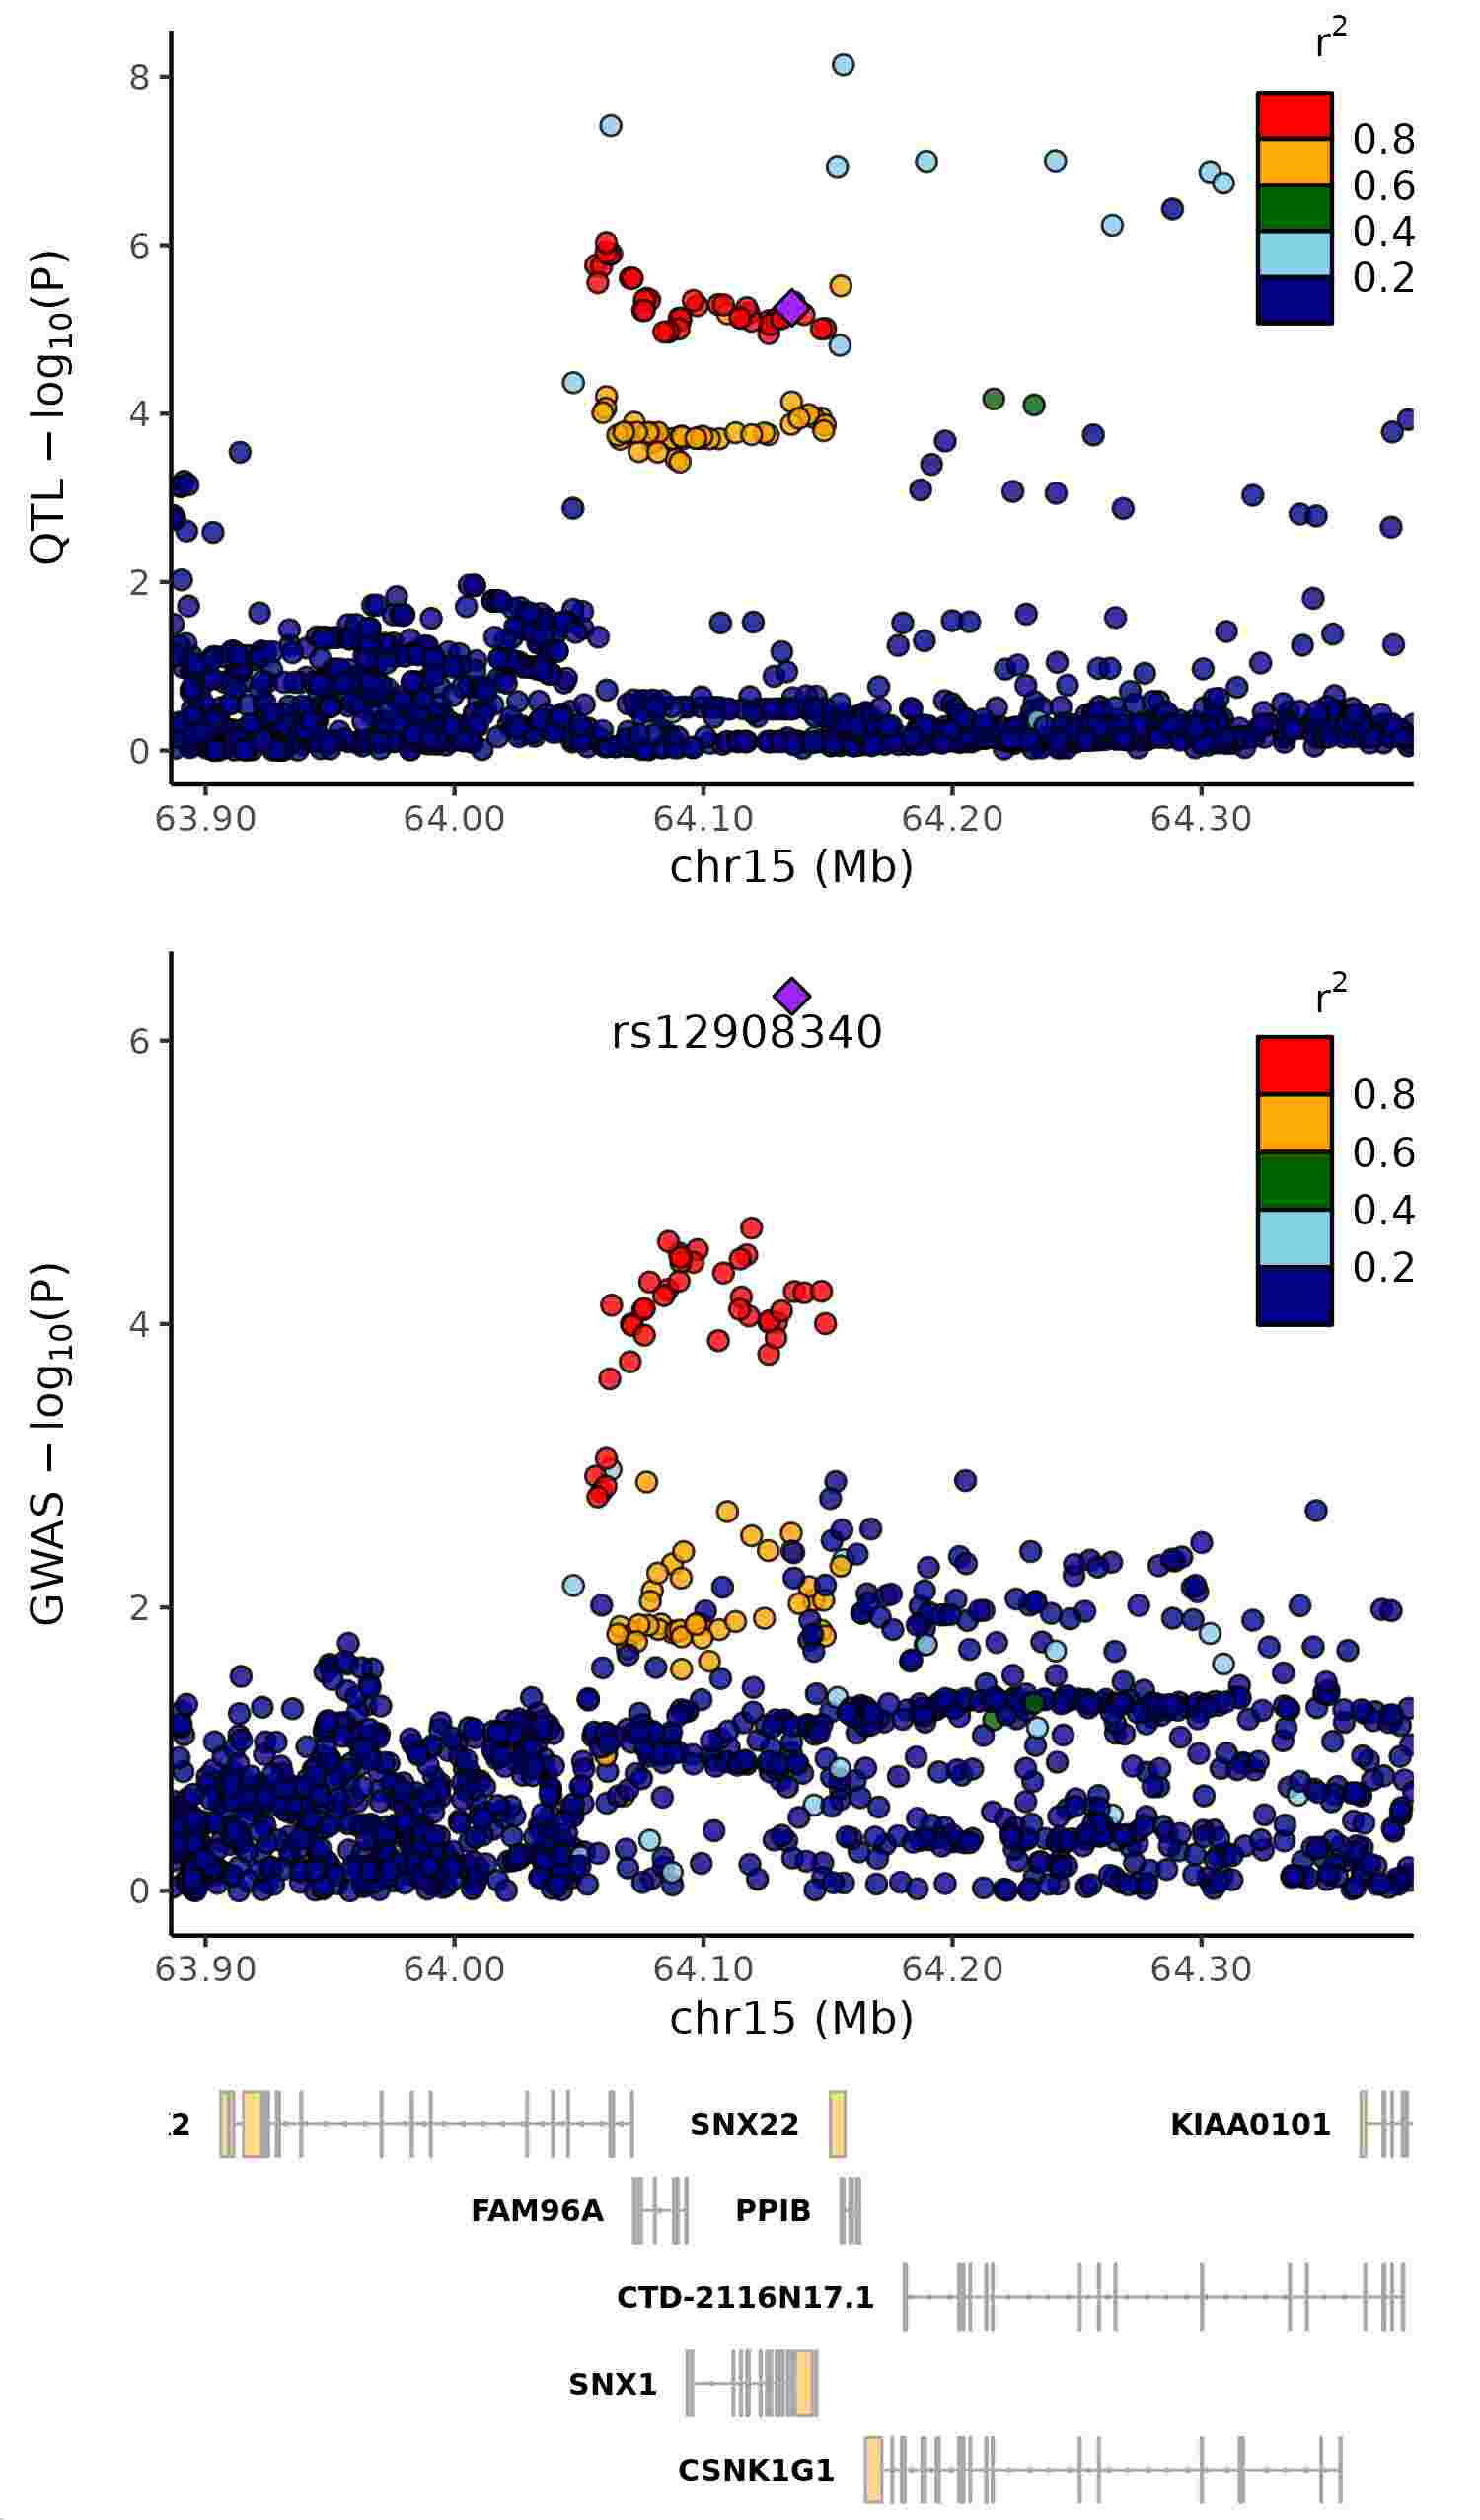 r2
8
6
4
2
0
QTL − log10(P)
0.8
0.6
0.4
0.2
63.90 64.00 64.10 64.20 64.30
chr15 (Mb)
rs12908340
r2
6
4
2
0
GWAS − log10(P)
0.8
0.6
0.4
0.2
63.90 64.00 64.10 64.20 64.30
chr15 (Mb)
2 SNX22 KIAA0101
FAM96A PPIB
CTD-2116N17.1
SNX1
CSNK1G1